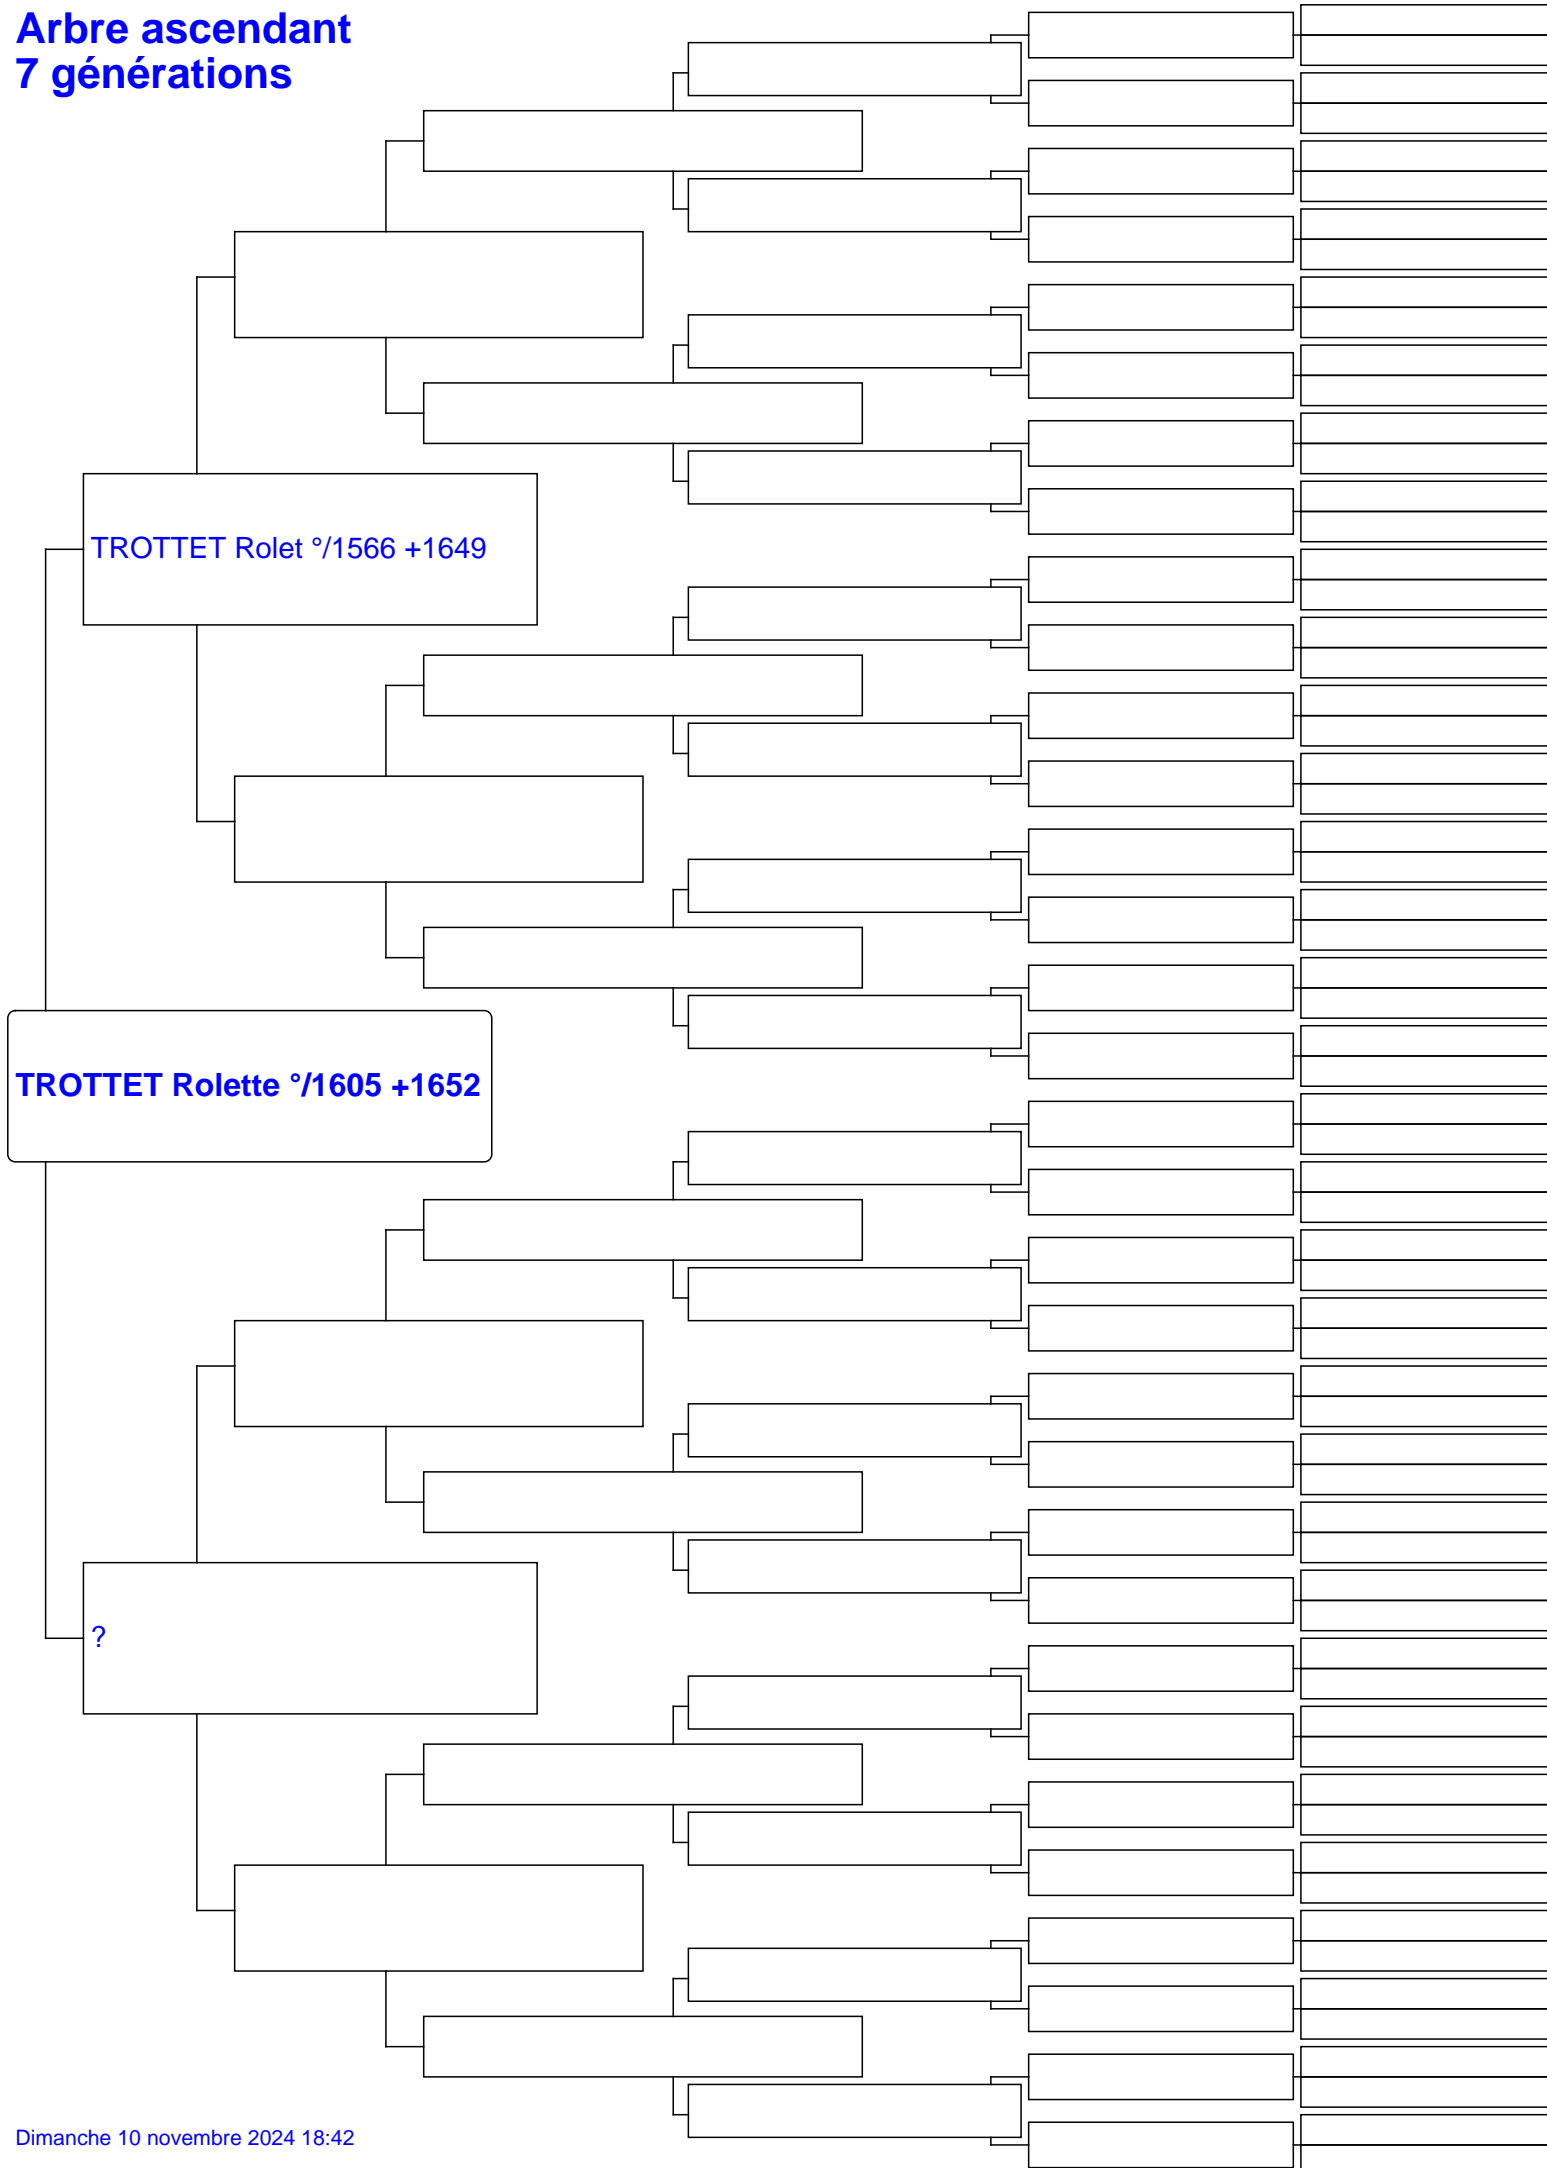 Arbre ascendant
7 générations
TROTTET Rolet °/1566 +1649
TROTTET Rolette °/1605 +1652
?
Dimanche 10 novembre 2024 18:42